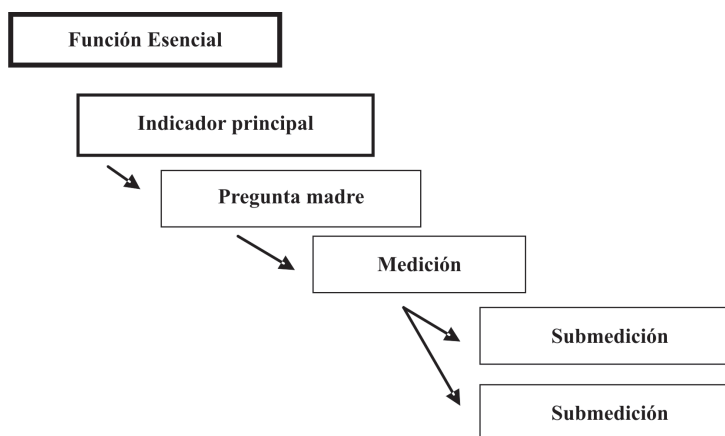 Función Esencial
Indicador principal
Pregunta madre
Medición
Submedición
Submedición